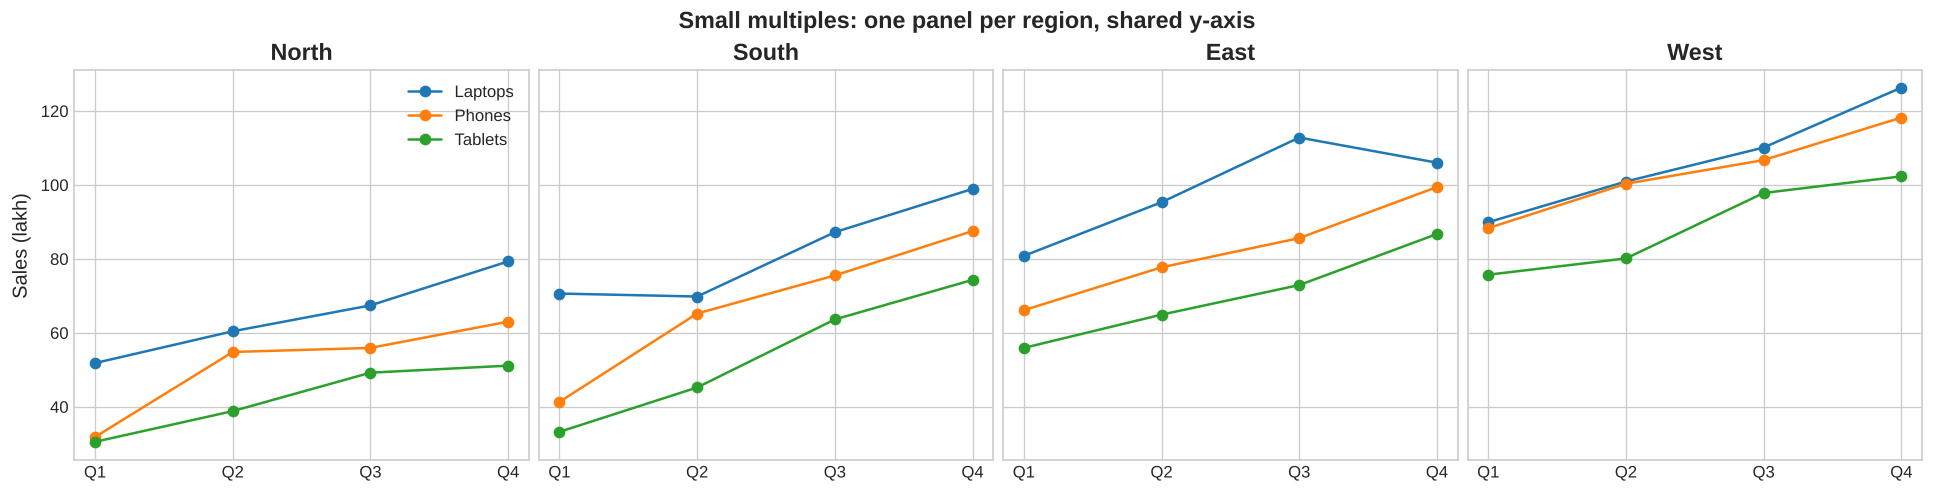 Small multiples: one panel per region, shared y-axis
North South East West
Laptops
Phones
Tablets
Sales (lakh)
120
100
80
60
40
Q1 Q2 Q3 Q4 Q1 Q2 Q3 Q4 Q1 Q2 Q3 Q4 Q1 Q2 Q3 Q4